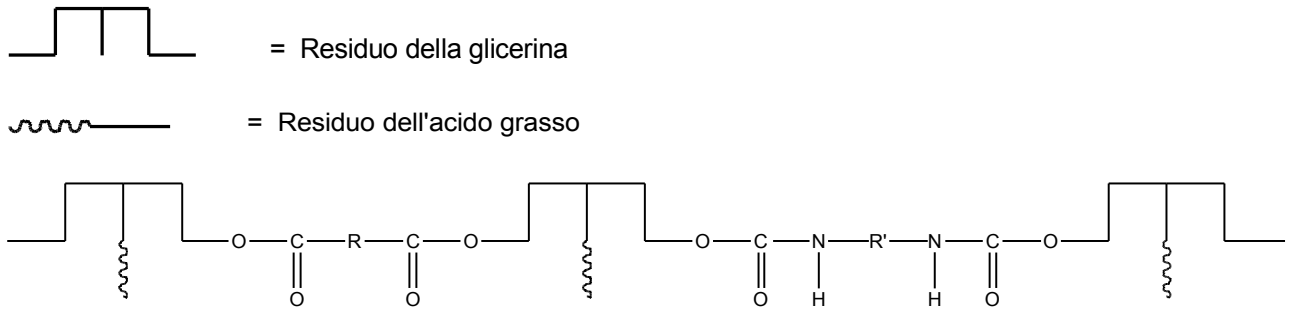 = Residuo della glicerina
= Residuo dell'acido grasso
O C R C O O C N R' N C O
O O O H H O